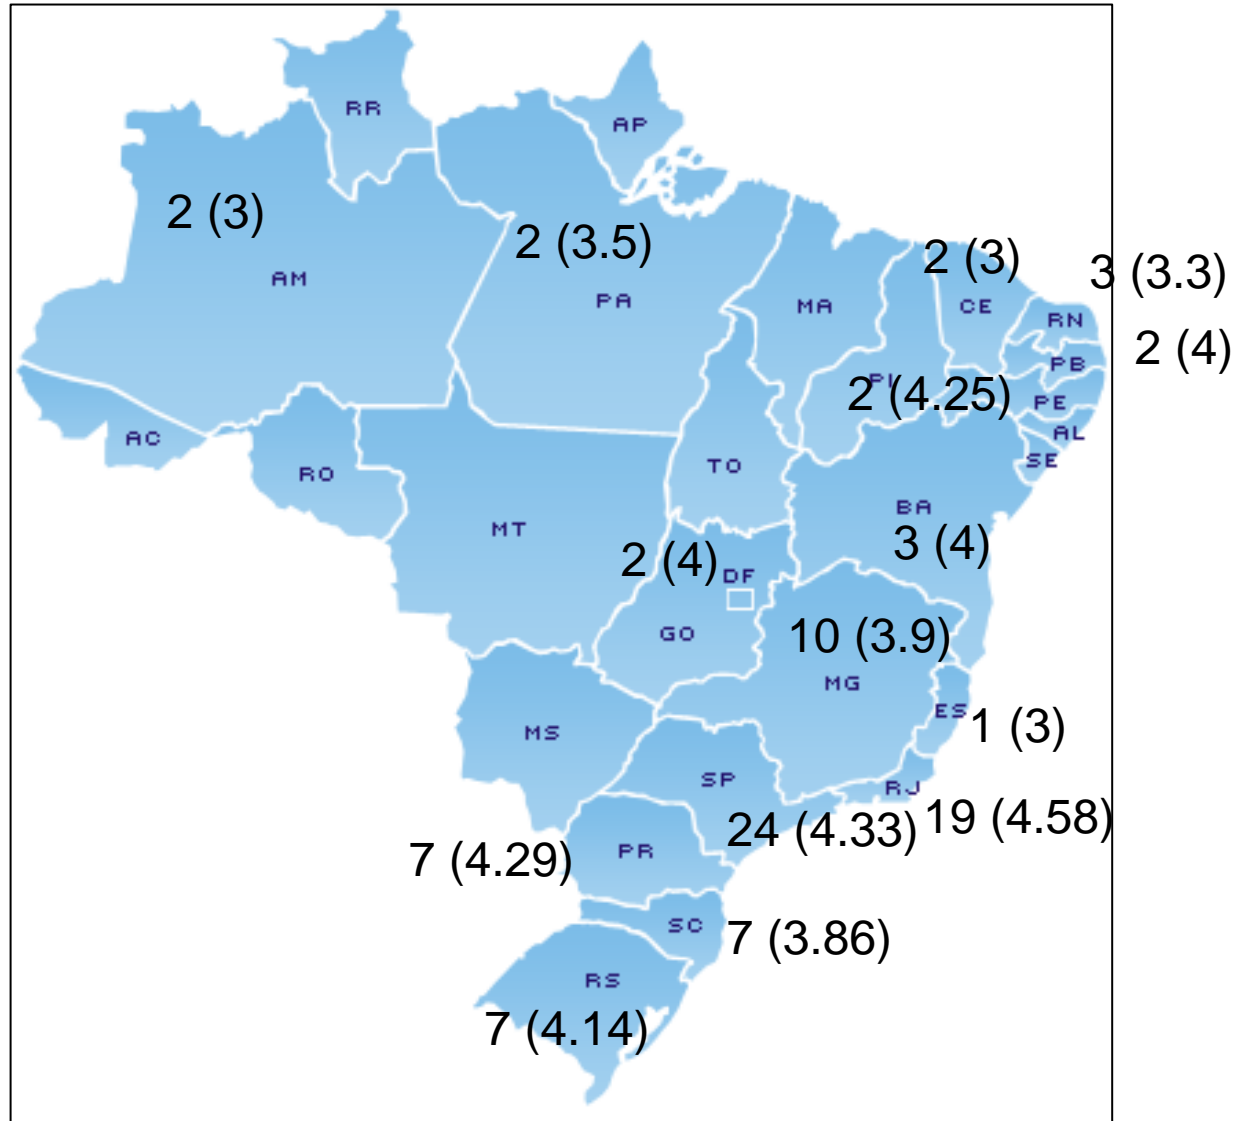 RR
AP
2 (3)
2 (3.5)
2 (3)
3 (3.3)
AM
PA
MA
CE
RN
2 (4)
PB
PI
2 (4.25)
PE
AL
AC
SE
RO
TO
BA
MT
3 (4)
2 (4)
DF
GO
10 (3.9)
MG
ES
1 (3)
MS
SP
RJ
19 (4.58)
24 (4.33)
PR
7 (4.29)
SC
7 (3.86)
RS
7 (4.14)